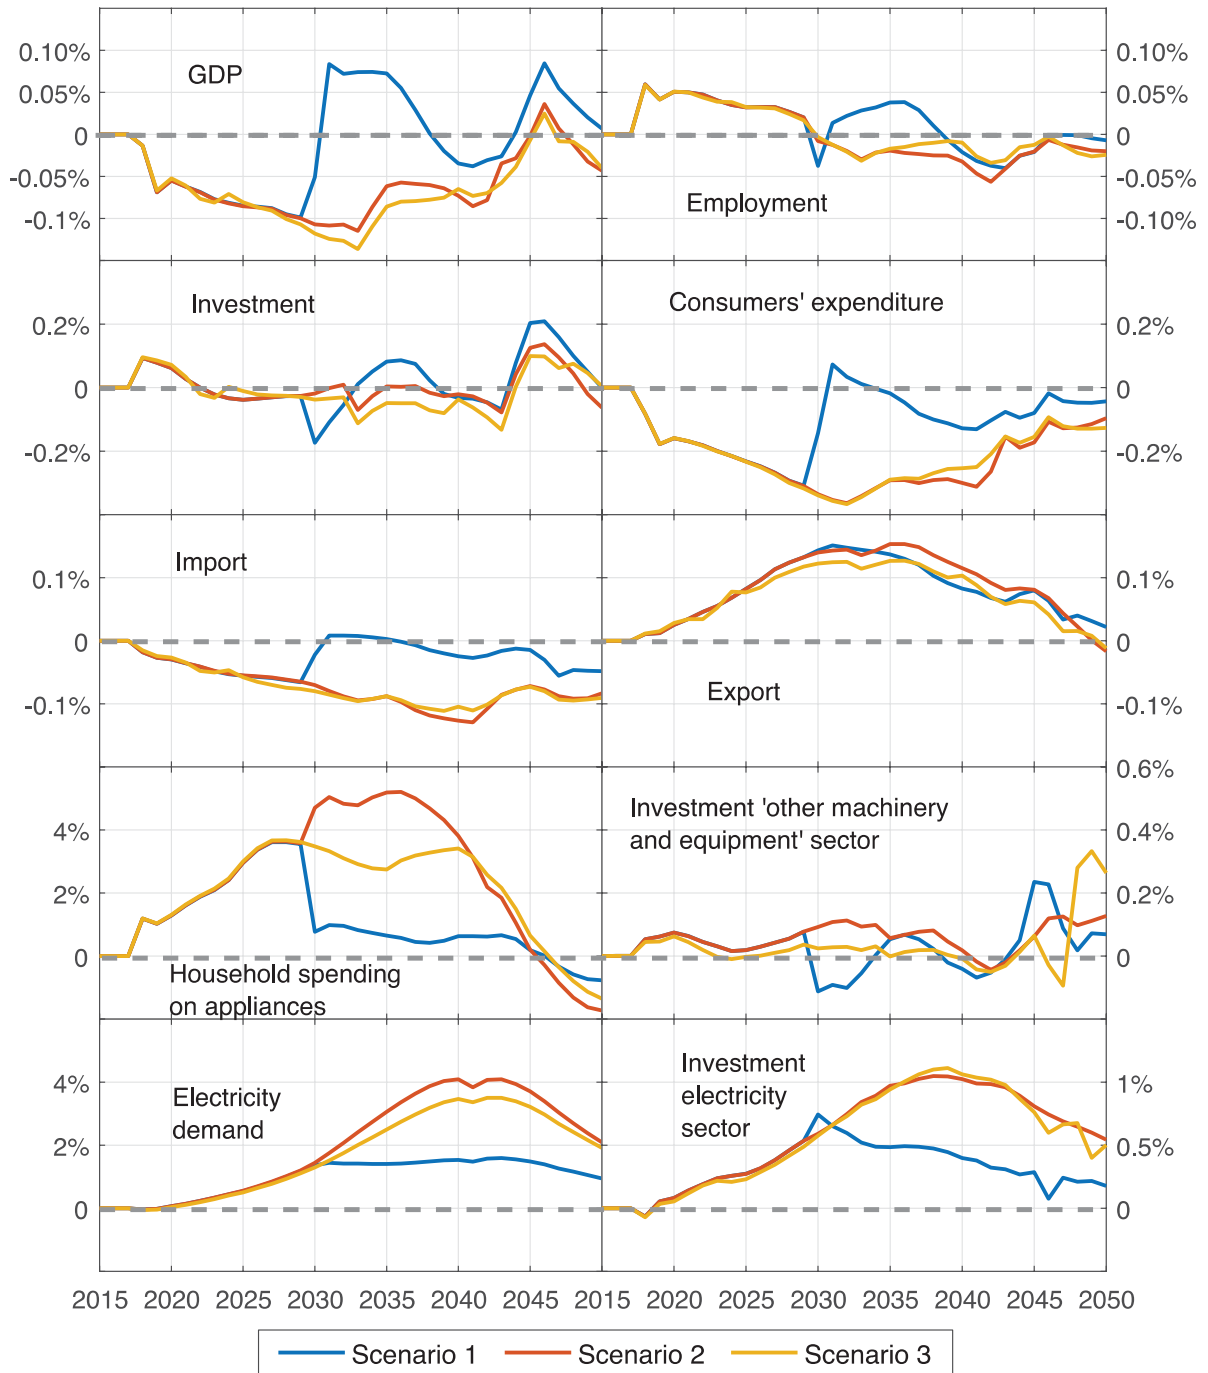 0.10%
0.05%
0
-0.05%
-0.1%
GDP
0.10%
0.05%
0
-0.05%
-0.10%
Employment
0.2%
0
-0.2%
Investment
Consumers' expenditure
0.2%
0
-0.2%
0.1%
0
-0.1%
Import
Export
0.1%
0
-0.1%
4%
2%
0
Household spending
on appliances
0.6%
0.4%
0.2%
0
Investment 'other machinery
and equipment' sector
4%
2%
0
Electricity
demand
Investment
electricity
sector
1%
0.5%
0
2015 2020 2025 2030 2035 2040 2045 2015 2020 2025 2030 2035 2040 2045 2050
Scenario 1 Scenario 2 Scenario 3